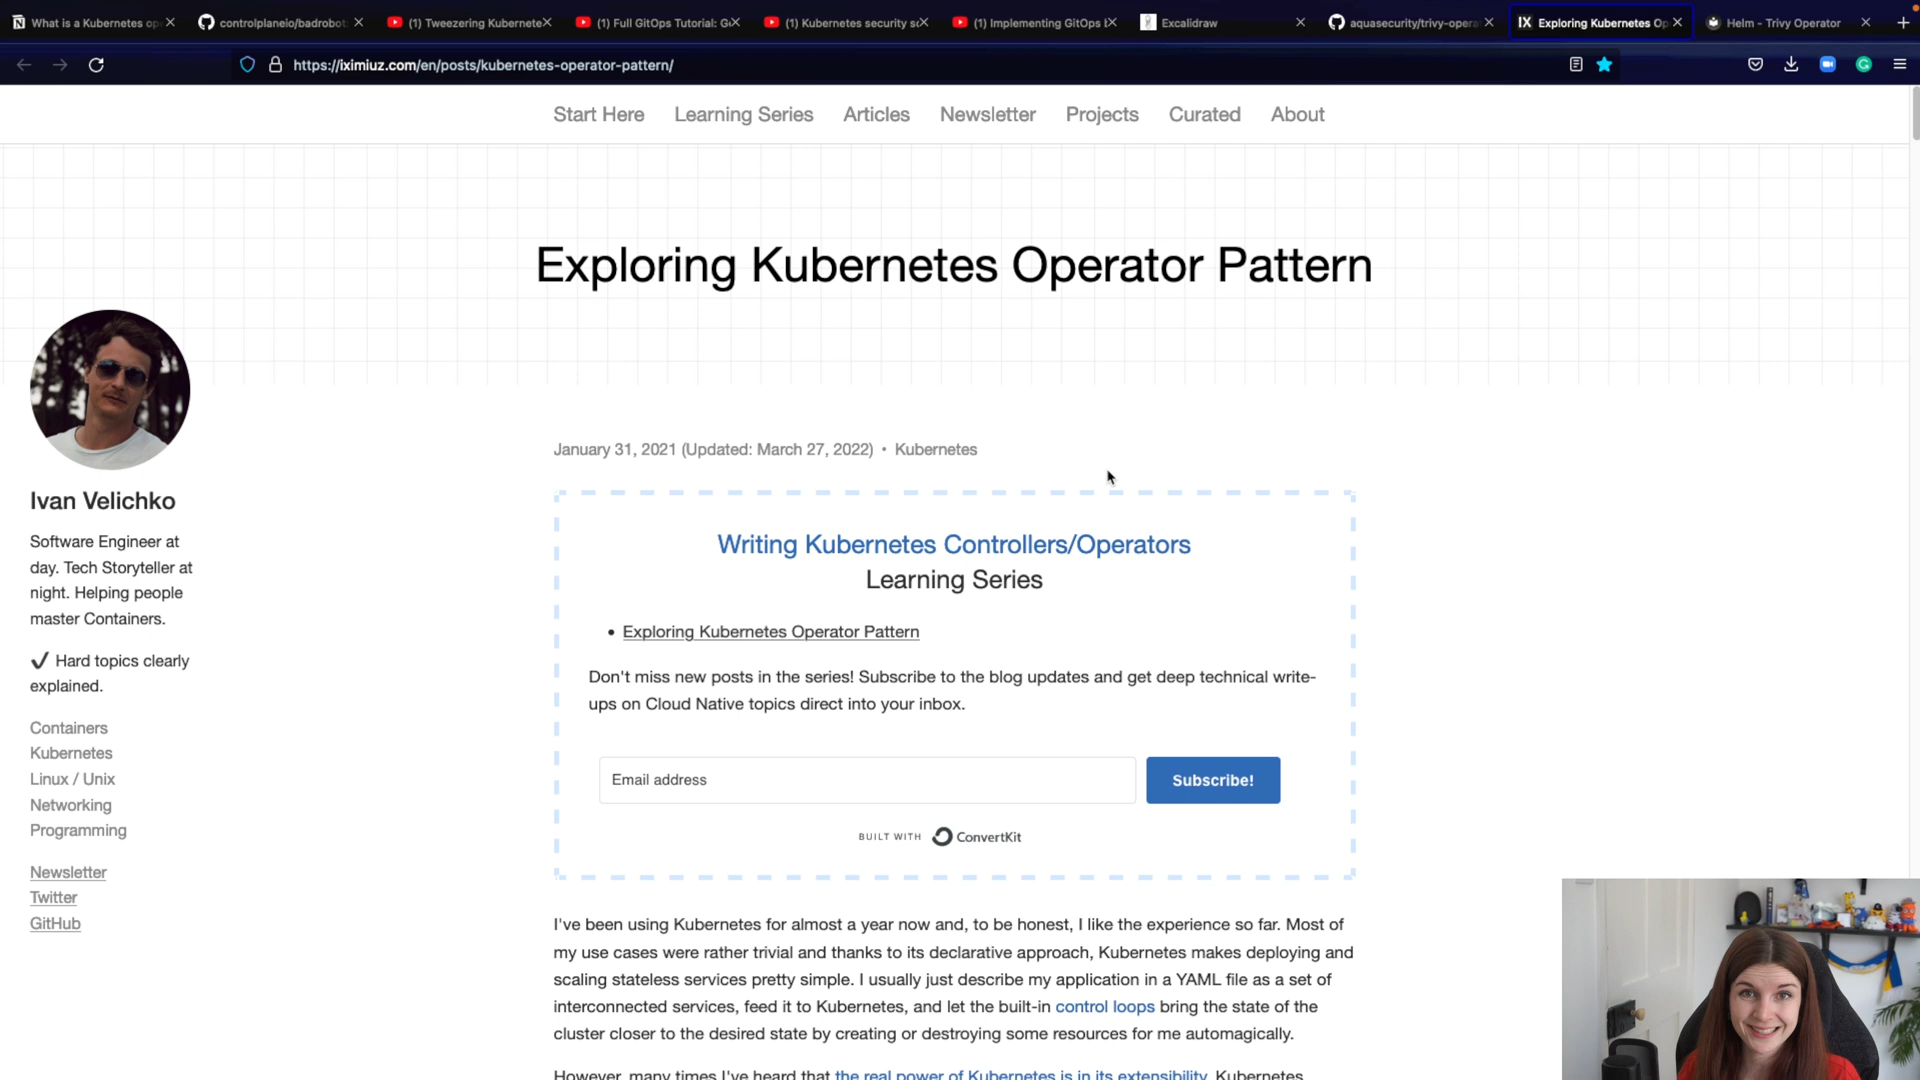 What is a Kubernetes op
controlplaneio/badrobot
(1) Tweezering Kubernete
(1) Full GitOps Tutorial: G
(1) Kubernetes security s
(1) Implementing GitOps
Excalidraw
aquasecurity/trivy-opera
IX Exploring Kubernetes Op
Helm - Trivy Operator
https://iximiuz.com/en/posts/kubernetes-operator-pattern/
Start Here Learning Series Articles Newsletter Projects Curated About
Exploring Kubernetes Operator Pattern
Ivan Velichko
Software Engineer at
day. Tech Storyteller at
night. Helping people
master Containers.
✓ Hard topics clearly
explained.
Containers
Kubernetes
Linux / Unix
Networking
Programming
Newsletter
Twitter
GitHub
January 31, 2021 (Updated: March 27, 2022) • Kubernetes
Writing Kubernetes Controllers/Operators
Learning Series
• Exploring Kubernetes Operator Pattern
Don't miss new posts in the series! Subscribe to the blog updates and get deep technical write-
ups on Cloud Native topics direct into your inbox.
Email address
Subscribe!
BUILT WITH ConvertKit
I've been using Kubernetes for almost a year now and, to be honest, I like the experience so far. Most of
my use cases were rather trivial and thanks to its declarative approach, Kubernetes makes deploying and
scaling stateless services pretty simple. I usually just describe my application in a YAML file as a set of
interconnected services, feed it to Kubernetes, and let the built-in control loops bring the state of the
cluster closer to the desired state by creating or destroying some resources for me automagically.
However, many times I've heard that the real power of Kubernetes is in its extensibility. Kubernetes